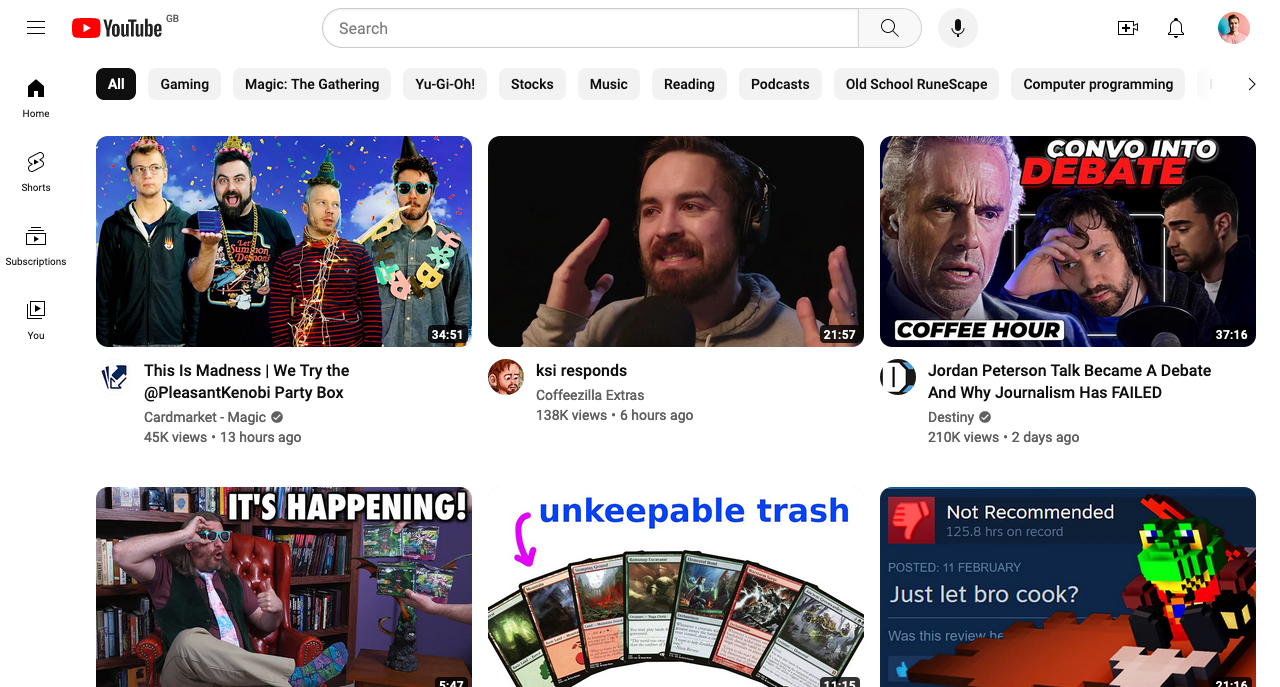 YouTube GB
Search
All
Gaming
Magic: The Gathering
Yu-Gi-Oh!
Stocks
Music
Reading
Podcasts
Old School RuneScape
Computer programming
Home
Shorts
Subscriptions
You
Let's
Summon
Demons
34:51
21:57
CONVO INTO
DEBATE
COFFEE HOUR
37:16
This Is Madness | We Try the
@PleasantKenobi Party Box
Cardmarket - Magic
45K views • 13 hours ago
ksi responds
Coffeezilla Extras
138K views • 6 hours ago
Jordan Peterson Talk Became A Debate
And Why Journalism Has FAILED
Destiny
210K views • 2 days ago
IT'S HAPPENING!
5:47
unkeepable trash
11:15
Not Recommended
125.8 hrs on record
POSTED: 11 FEBRUARY
Just let bro cook?
Was this review he
21:16